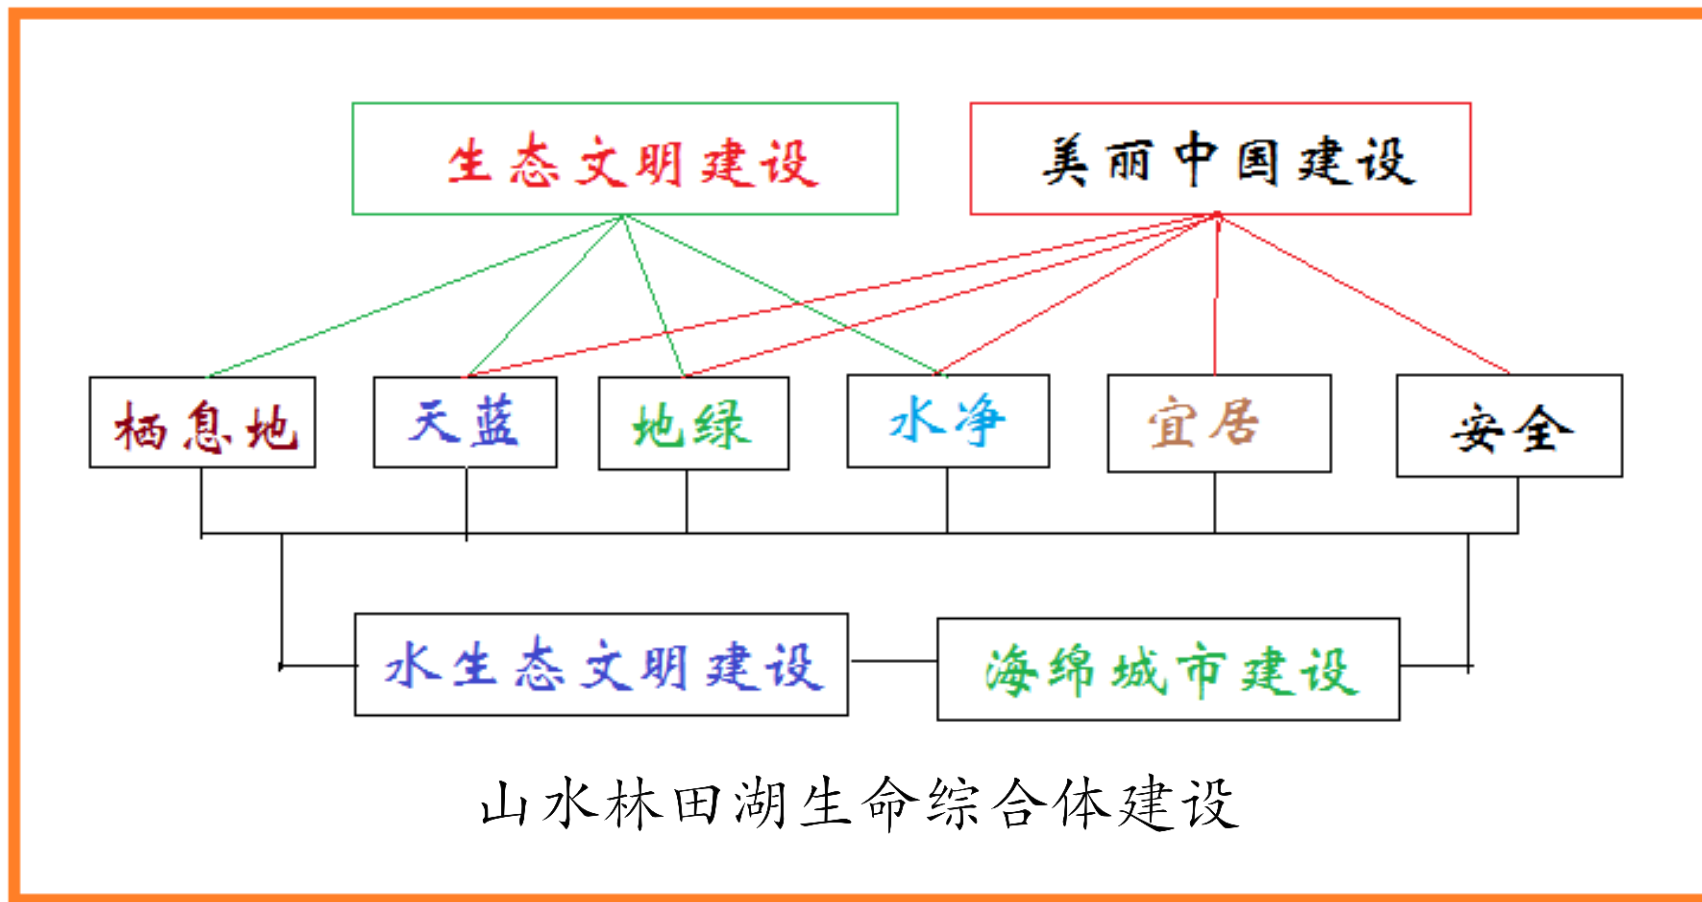 生态文明建设
美丽中国建设
栖息地
天蓝
地绿
水净
宜居
安全
水生态文明建设
海绵城市建设
山水林田湖生命综合体建设